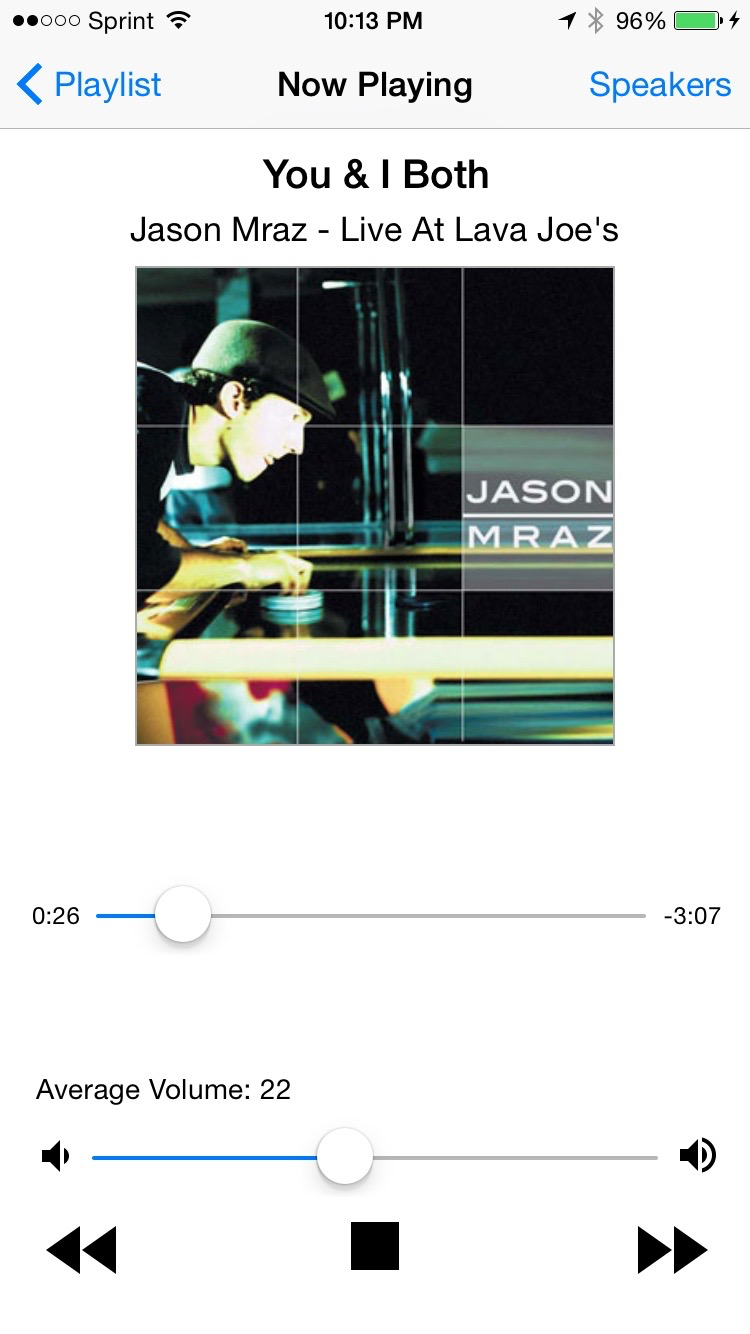 Sprint 10:13 PM 96%
Playlist Now Playing Speakers
You & I Both
Jason Mraz - Live At Lava Joe's
JASON
MRAZ
0:26 -3:07
Average Volume: 22